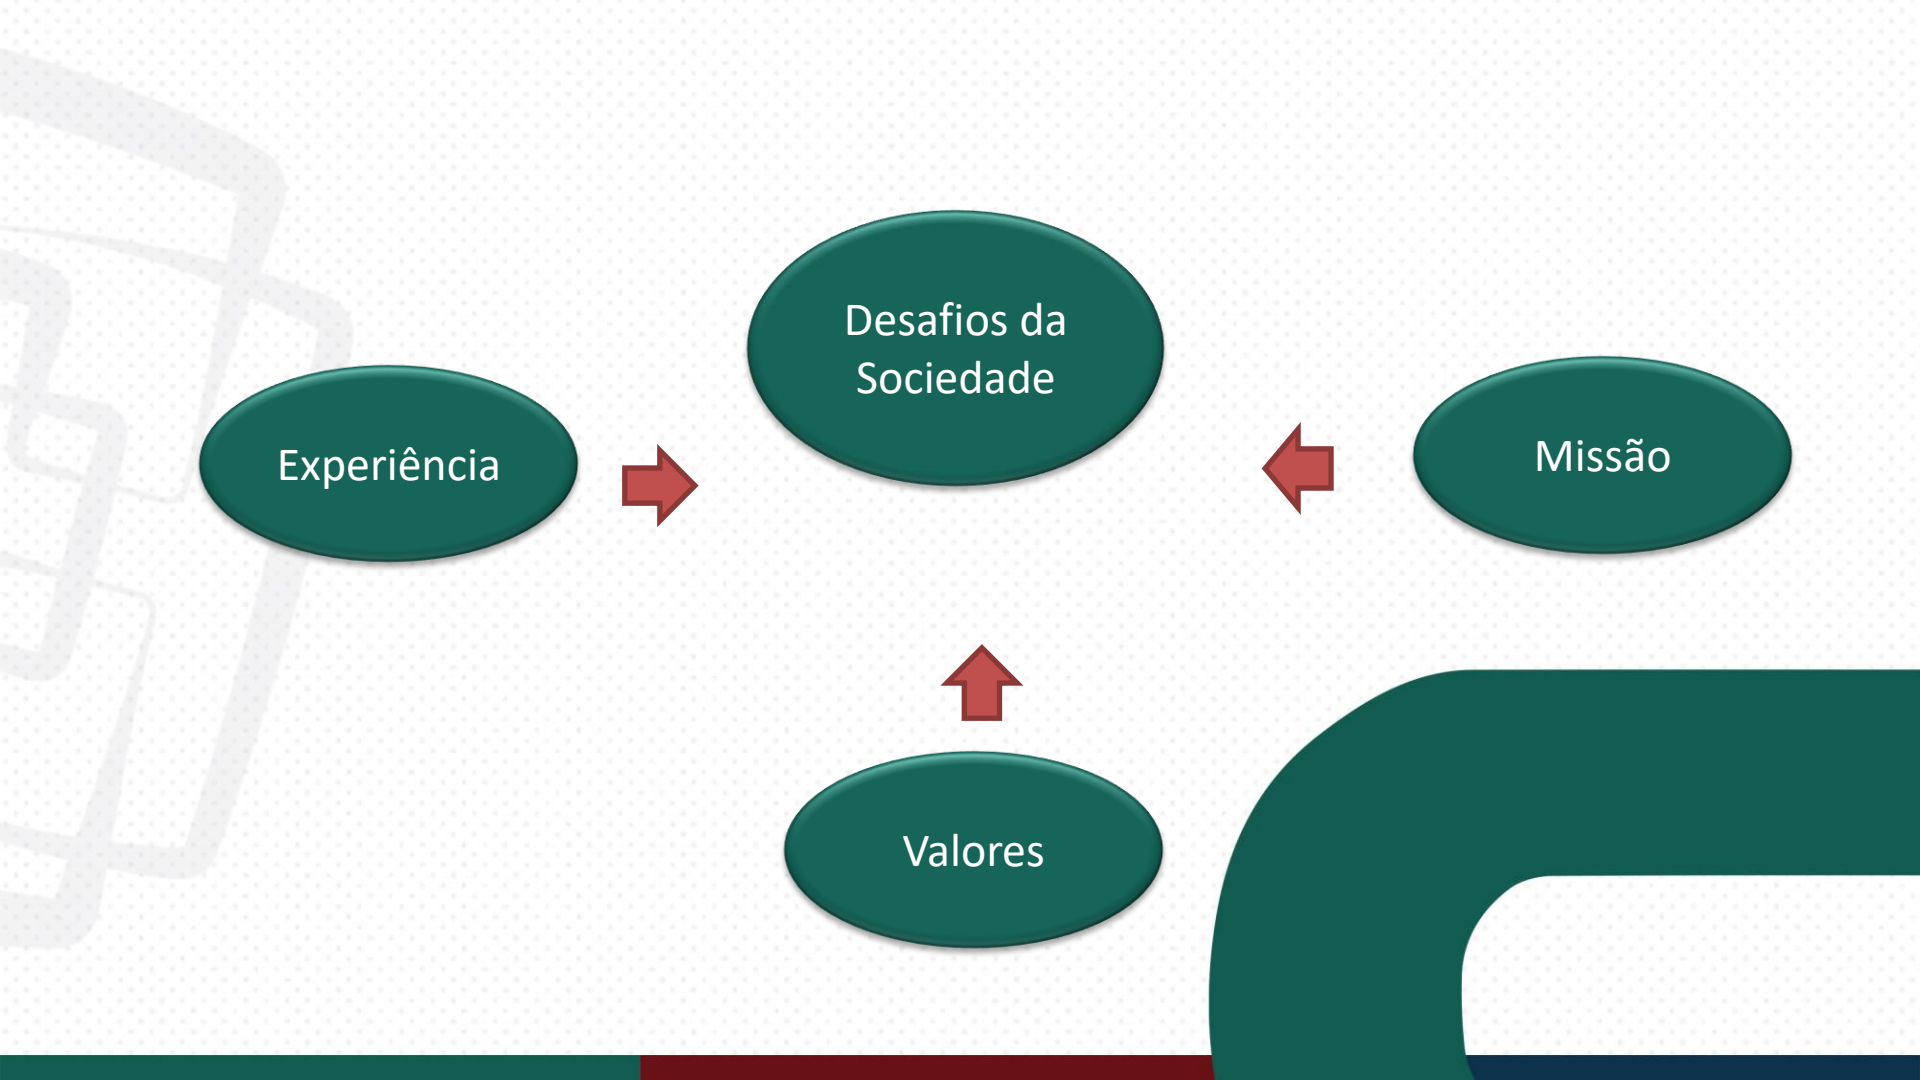 Desafios da
Sociedade
Experiência
Missão
Valores